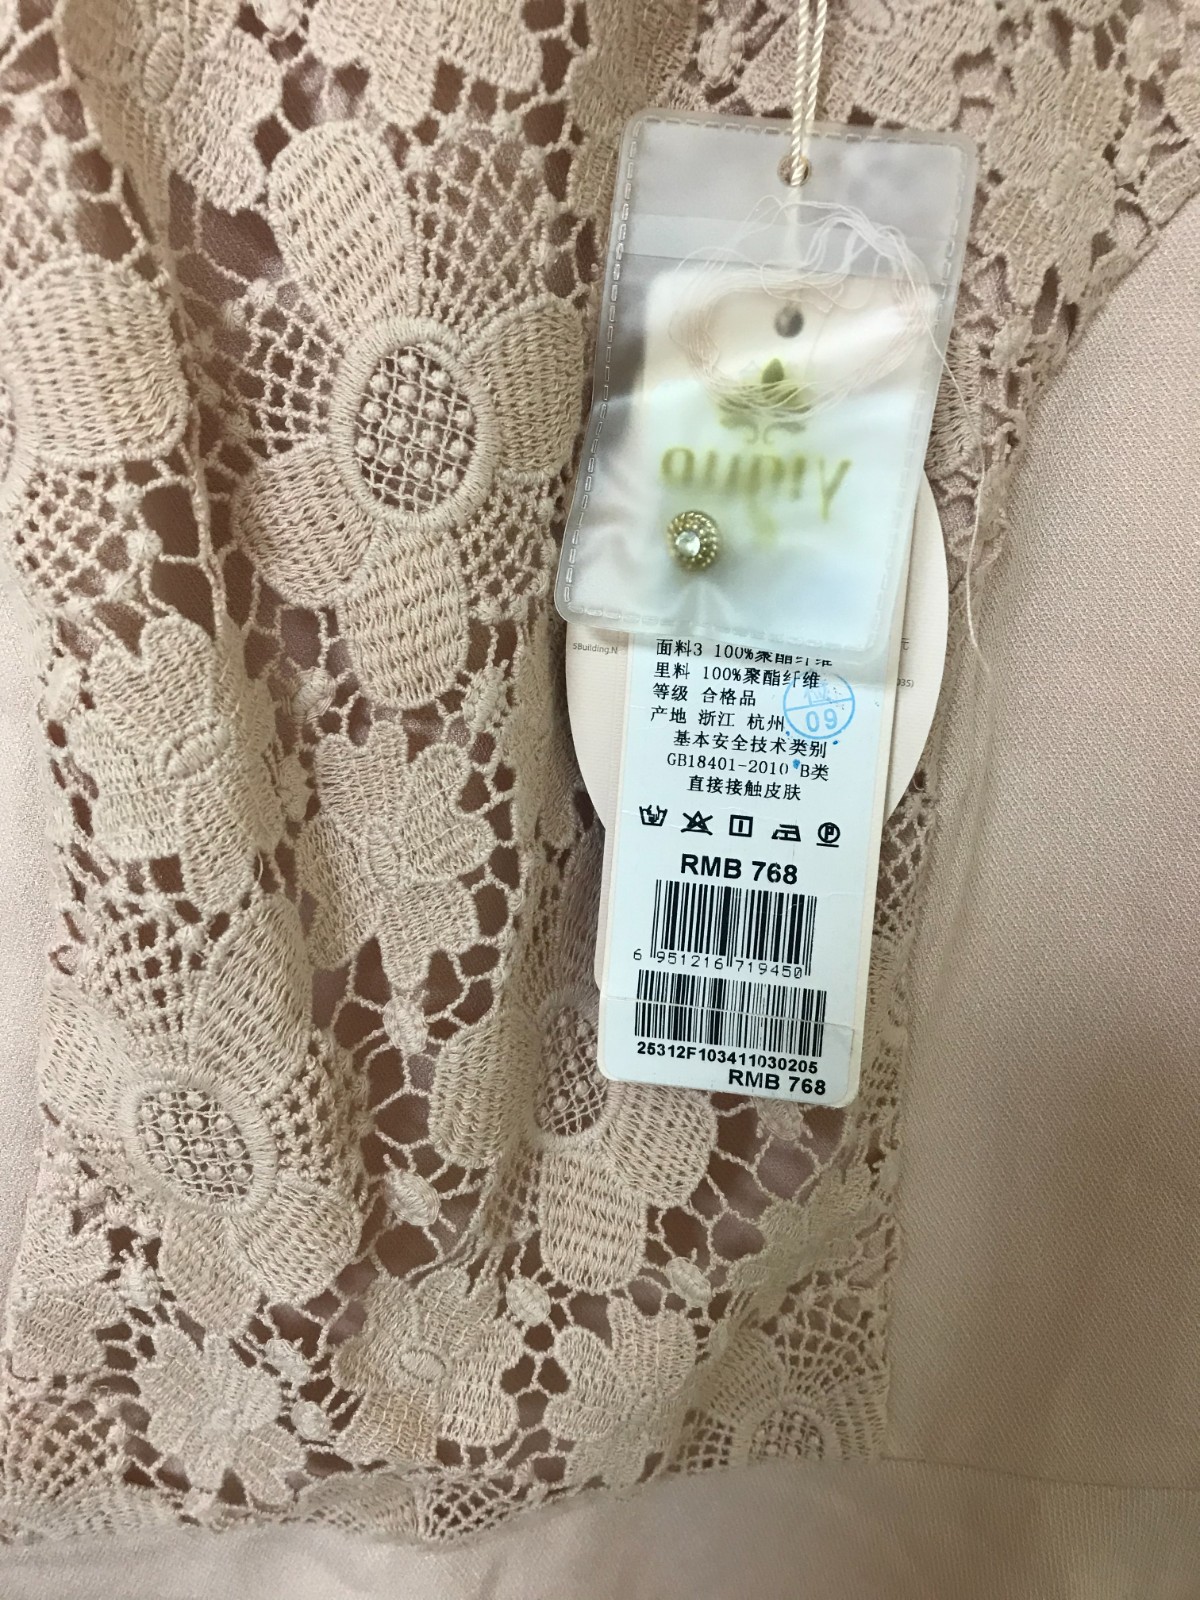 5Building.N
面料3 100%聚酯纤维
里料 100%聚酯纤维
等级 合格品
产地 浙江 杭州
09
基本安全技术类别
GB18401-2010 B类
直接接触皮肤
RMB 768
6 951216 719450
25312F103411030205
RMB 768